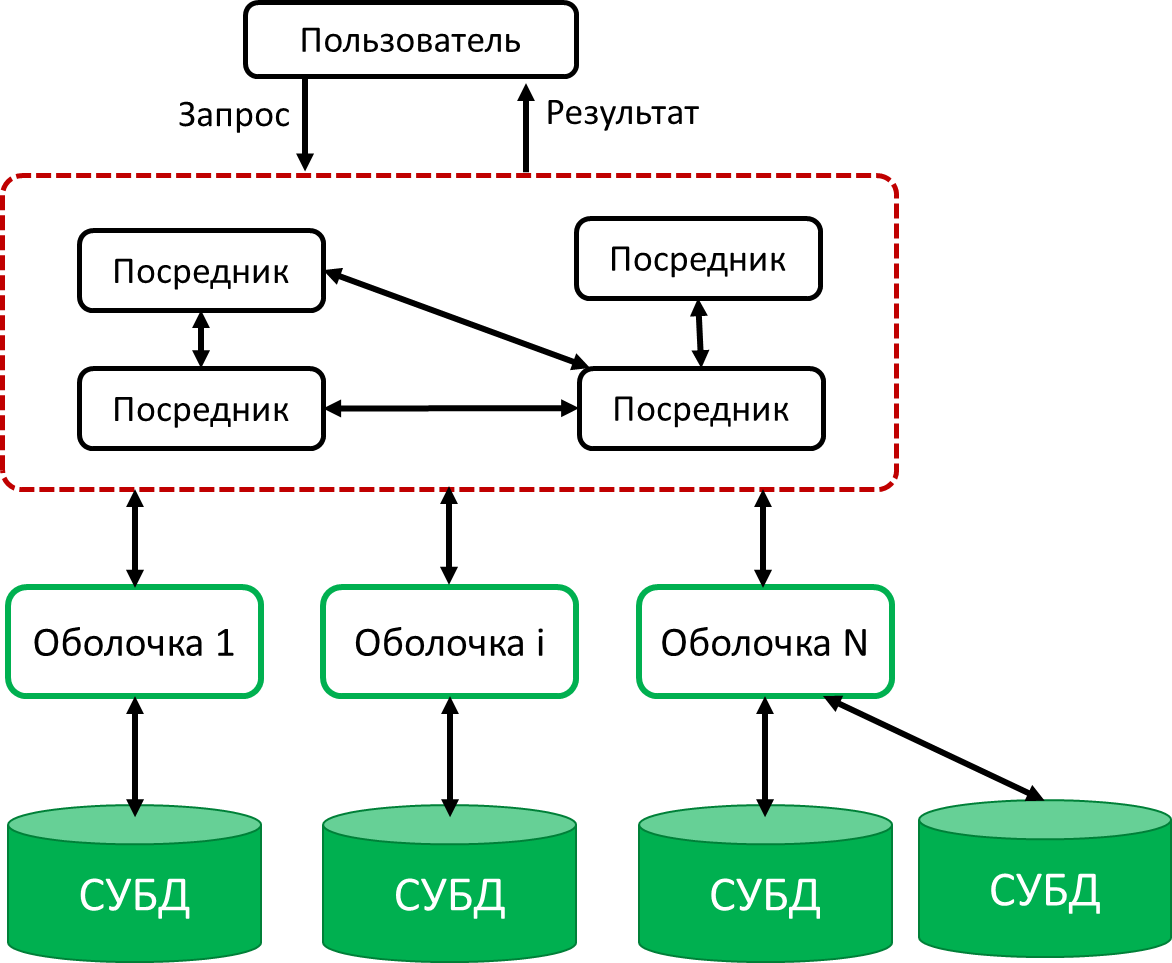 Пользователь
Запрос
Результат
Посредник
Посредник
Посредник
Посредник
Оболочка 1
Оболочка i
Оболочка N
СУБД
СУБД
СУБД
СУБД